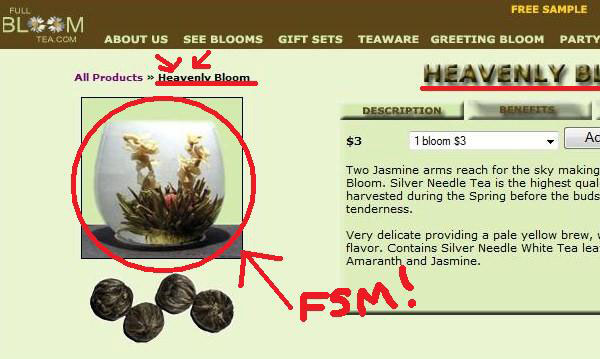 FULL
BLOOM
TEA.COM
FREE SAMPLE
ABOUT US SEE BLOOMS GIFT SETS TEAWARE GREETING BLOOM PARTY
All Products » Heavenly Bloom
HEAVENLY BL
DESCRIPTION BENEFITS
$3 1 bloom $3 Ad
Two Jasmine arms reach for the sky making
Bloom. Silver Needle Tea is the highest qual
harvested during the Spring before the buds
tenderness.
Very delicate providing a pale yellow brew, w
flavor. Contains Silver Needle White Tea lea
Amaranth and Jasmine.
FSM!